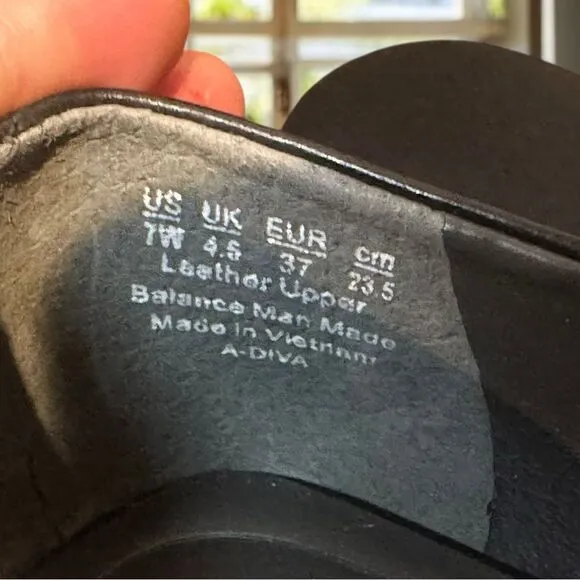 US UK EUR cm
7W 4.5 37 23.5
Leather Upper
Balance Man Made
Made in Vietnam
A-DIVA